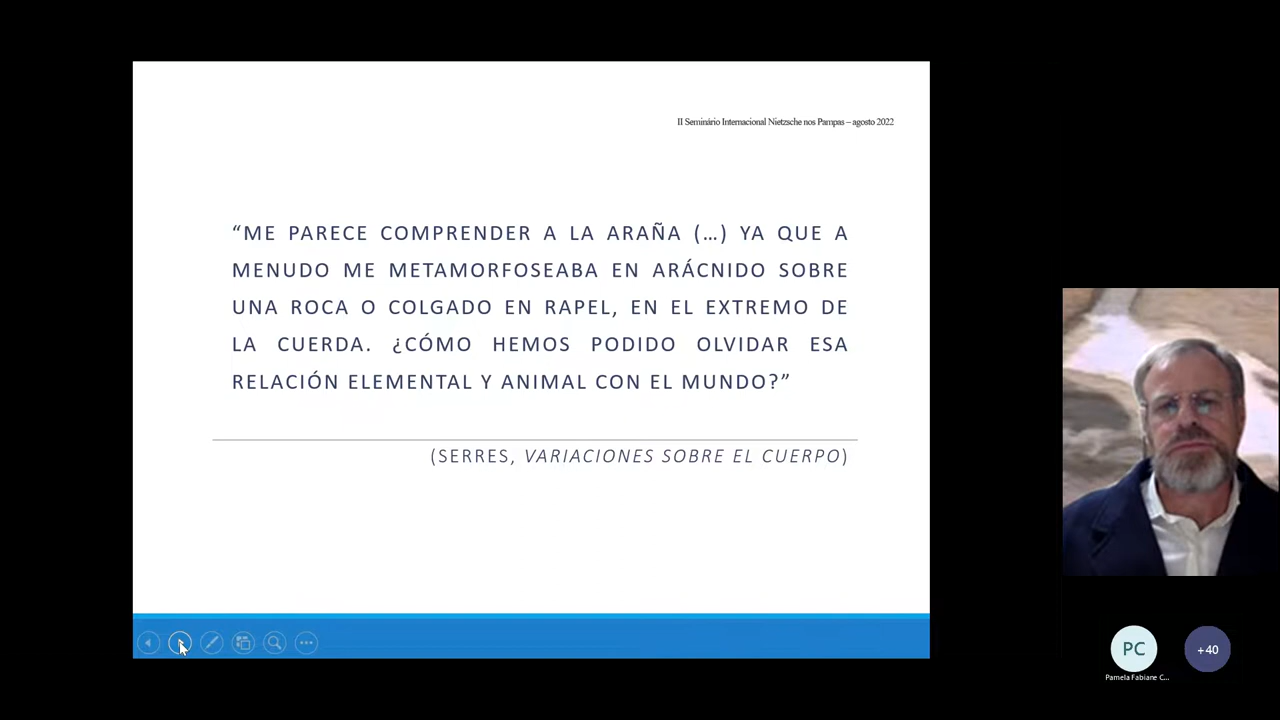 II Seminário Internacional Nietzsche nos Pampas – agosto 2022
“ME PARECE COMPRENDER A LA ARAÑA (…) YA QUE A
MENUDO ME METAMORFOSEABA EN ARÁCNIDO SOBRE
UNA ROCA O COLGADO EN RAPEL, EN EL EXTREMO DE
LA CUERDA. ¿CÓMO HEMOS PODIDO OLVIDAR ESA
RELACIÓN ELEMENTAL Y ANIMAL CON EL MUNDO?”
(SERRES, VARIACIONES SOBRE EL CUERPO)
PC
+40
Pamela Fabiane C...